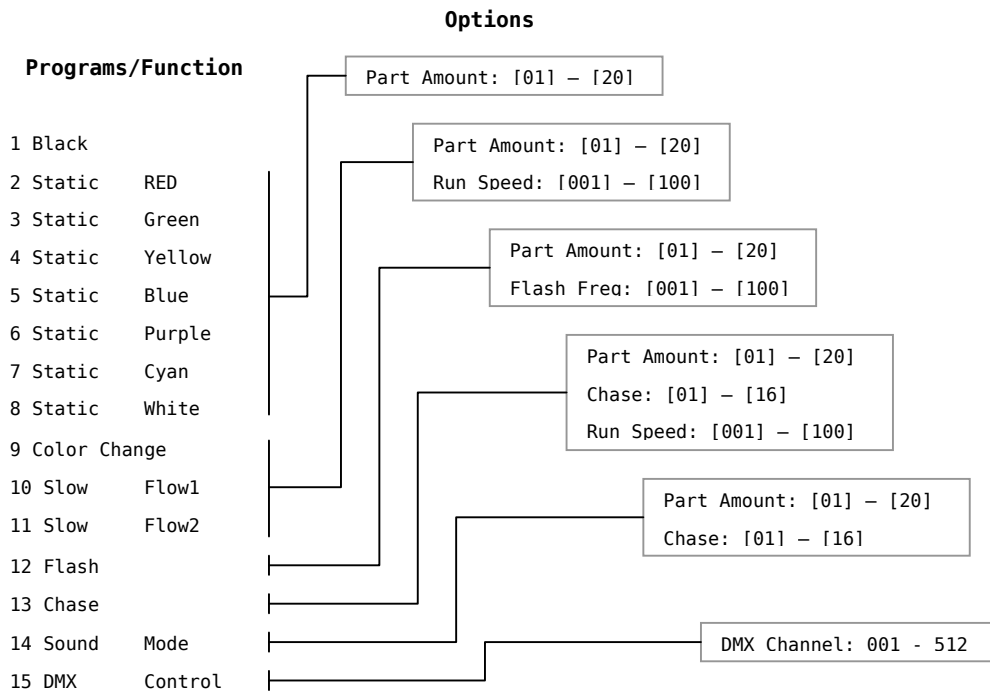 Options
Programs/Function
Part Amount: [01] – [20]
1 Black
Part Amount: [01] – [20]
Run Speed: [001] – [100]
2 Static RED
3 Static Green
4 Static Yellow
5 Static Blue
6 Static Purple
7 Static Cyan
8 Static White
Part Amount: [01] – [20]
Flash Freq: [001] – [100]
Part Amount: [01] – [20]
Chase: [01] – [16]
Run Speed: [001] – [100]
9 Color Change
10 Slow Flow1
11 Slow Flow2
Part Amount: [01] – [20]
Chase: [01] – [16]
12 Flash
13 Chase
14 Sound Mode
15 DMX Control
DMX Channel: 001 - 512